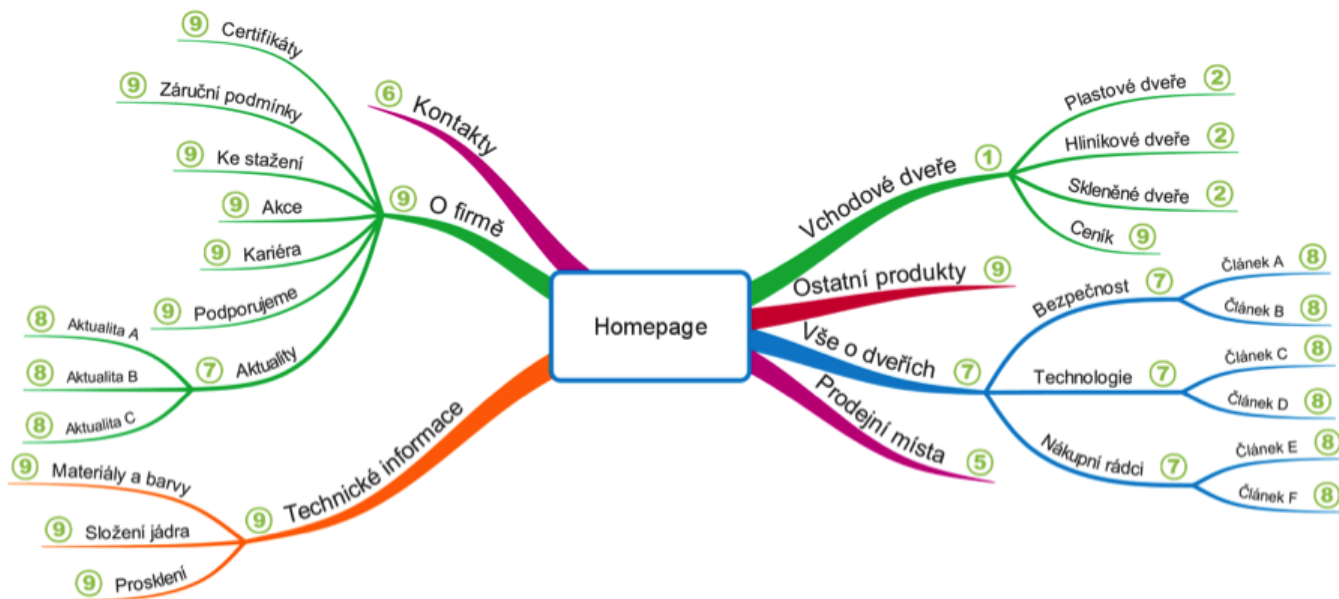 Homepage
Vchodové dveře 1
Plastové dveře 2
Hliníkové dveře 2
Skleněné dveře 2
Ceník 9
Ostatní produkty 9
Vše o dveřích 7
Bezpečnost 7
Článek A 8
Článek B 8
Technologie 7
Článek C 8
Článek D 8
Nákupní rádci 7
Článek E 8
Článek F 8
Prodejní místa 5
6 Kontakty
9 O firmě
9 Certifikáty
9 Záruční podmínky
9 Ke stažení
9 Akce
9 Kariéra
9 Podporujeme
7 Aktuality
8 Aktualita A
8 Aktualita B
8 Aktualita C
9 Technické informace
9 Materiály a barvy
9 Složení jádra
9 Prosklení